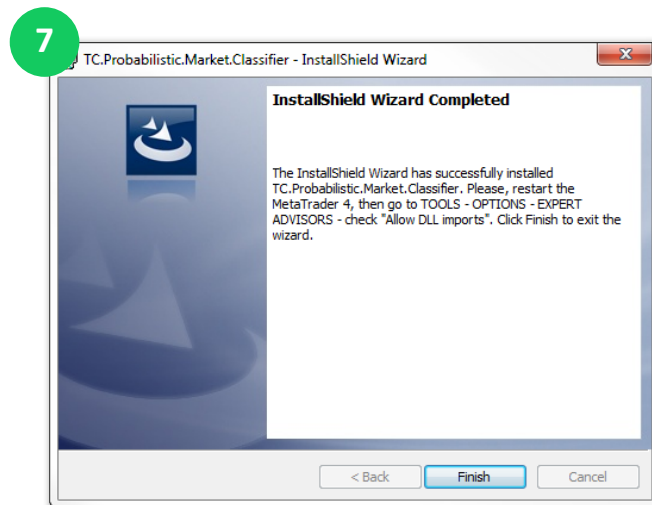 7
TC.Probabilistic.Market.Classifier - InstallShield Wizard
InstallShield Wizard Completed
The InstallShield Wizard has successfully installed
TC.Probabilistic.Market.Classifier. Please, restart the
MetaTrader 4, then go to TOOLS - OPTIONS - EXPERT
ADVISORS - check "Allow DLL imports". Click Finish to exit the
wizard.
< Back
Finish
Cancel